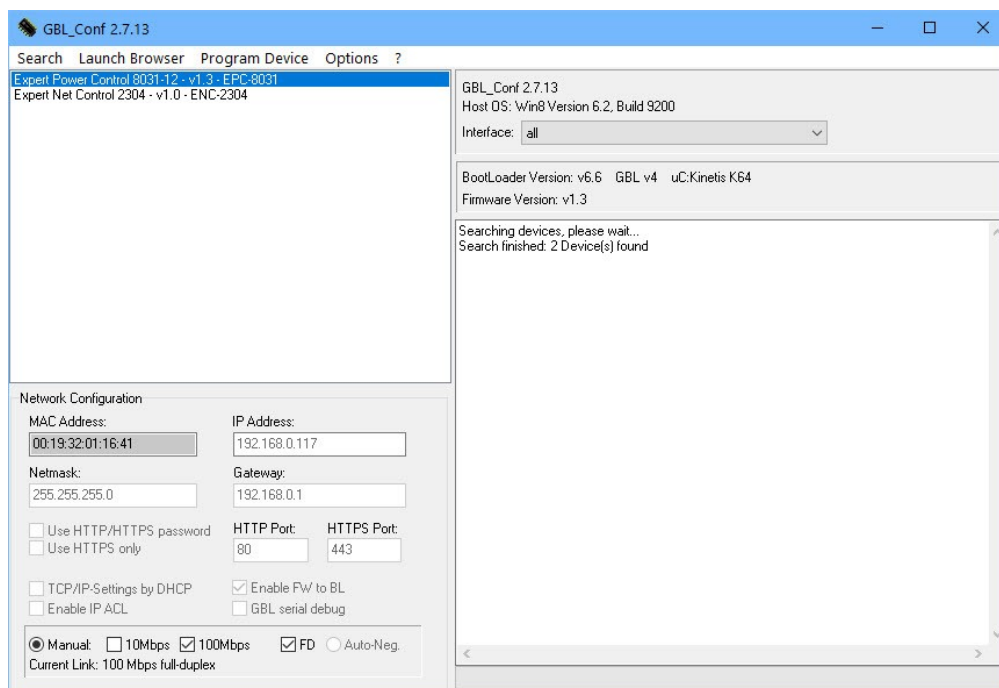 GBL_Conf 2.7.13
Search Launch Browser Program Device Options ?
Expert Power Control 8031-12 - v1.3 - EPC-8031
Expert Net Control 2304 - v1.0 - ENC-2304
GBL_Conf 2.7.13
Host OS: Win8 Version 6.2, Build 9200
Interface: all
BootLoader Version: v6.6 GBL v4 uC:Kinetis K64
Firmware Version: v1.3
Searching devices, please wait...
Search finished: 2 Device(s) found
Network Configuration
MAC Address: IP Address:
00:19:32:01:16:41 192.168.0.117
Netmask: Gateway:
255.255.255.0 192.168.0.1
Use HTTP/HTTPS password HTTP Port: HTTPS Port:
Use HTTPS only 80 443
TCP/IP-Settings by DHCP Enable FW to BL
Enable IP ACL GBL serial debug
Manual: 10Mbps 100Mbps FD Auto-Neg.
Current Link: 100 Mbps full-duplex